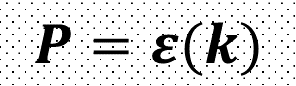 P = ε(k)